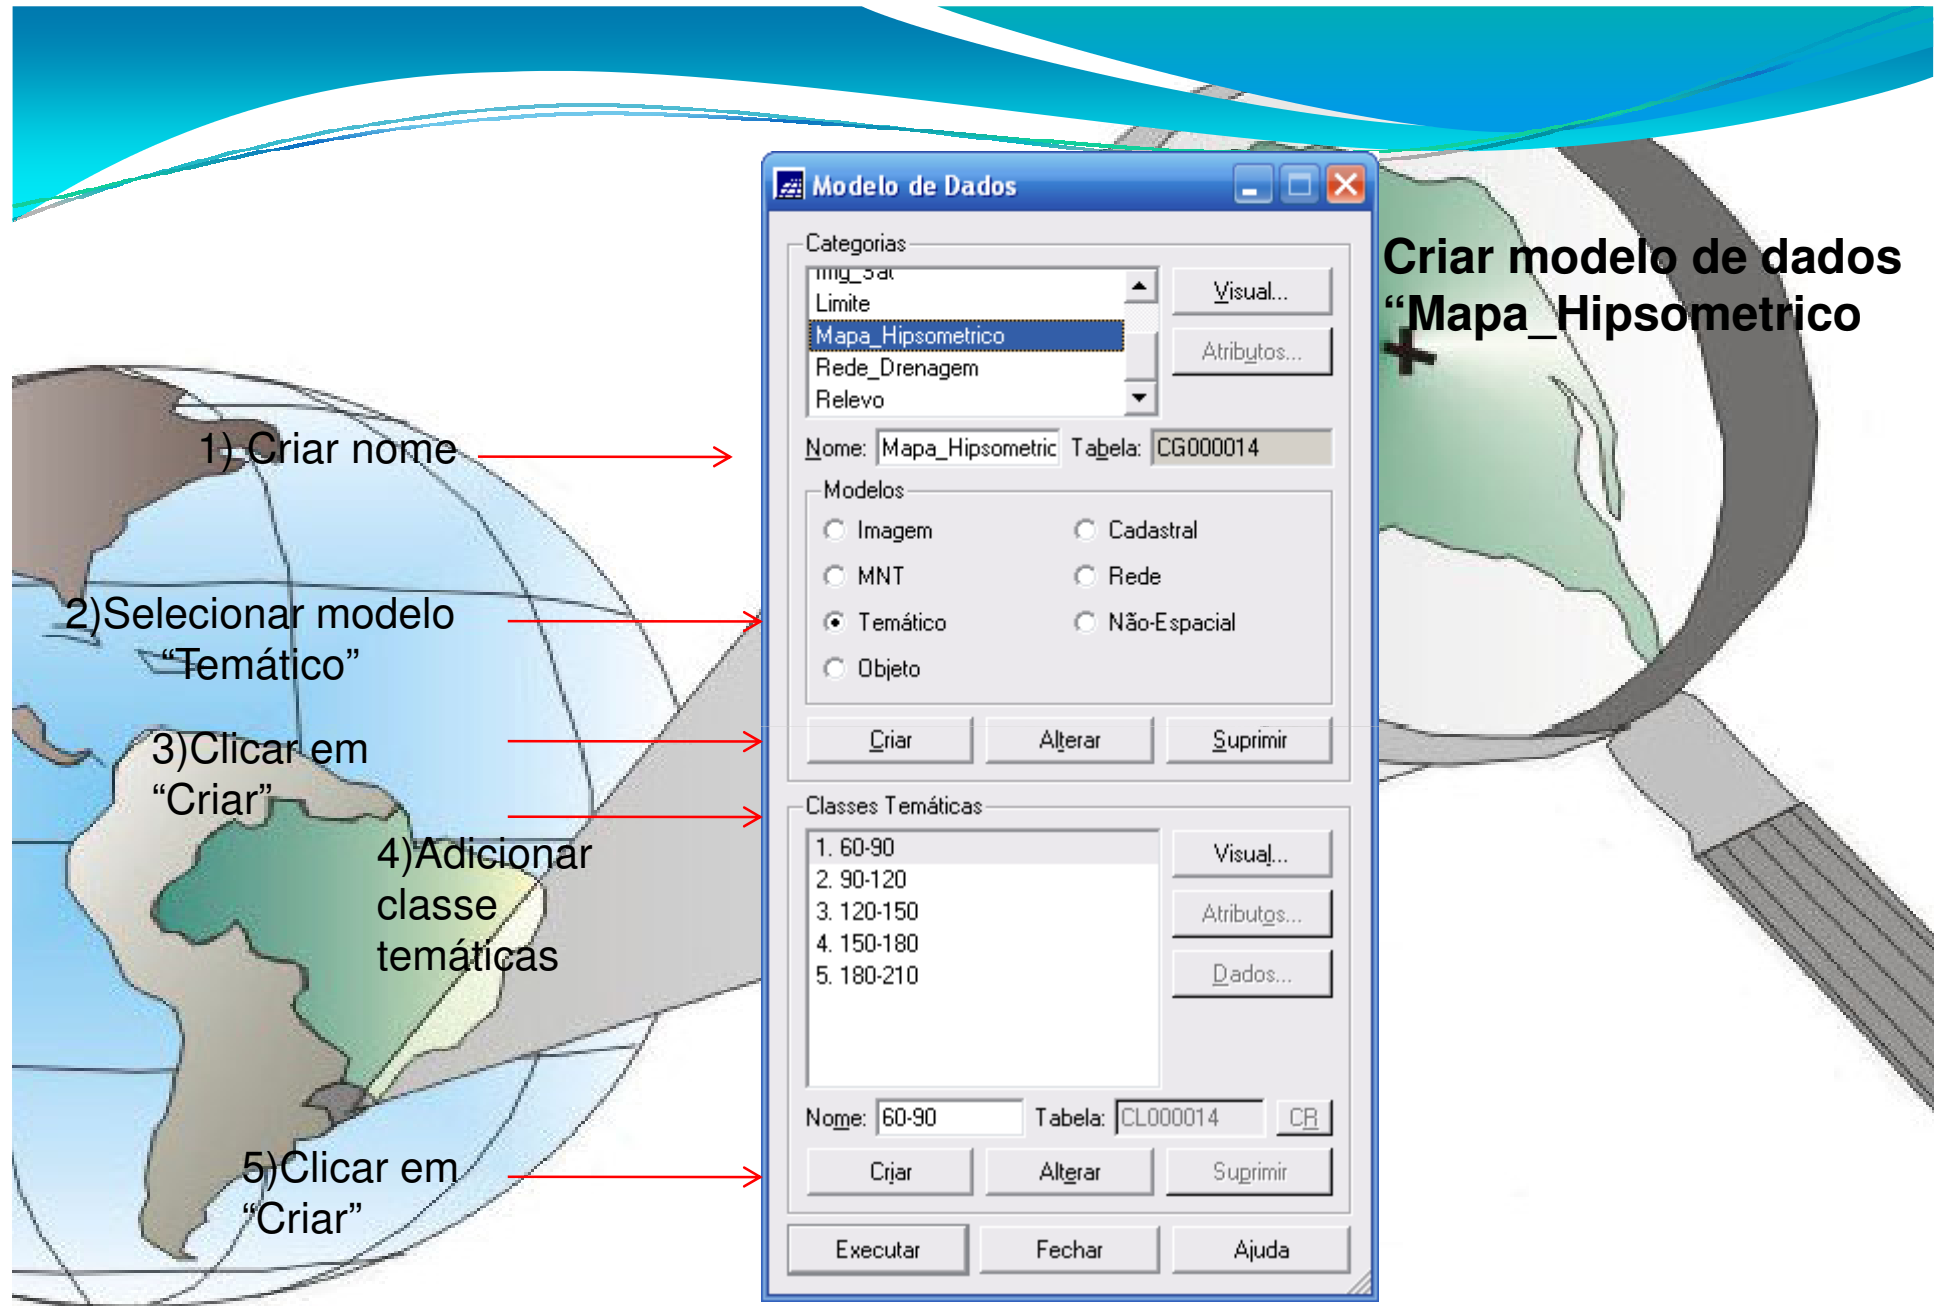 Modelo de Dados
Criar modelo de dados
“Mapa_Hipsometrico
Categorias
Img_Sat
Limite
Mapa_Hipsometrico
Rede_Drenagem
Relevo
Visual...
Atributos...
1) Criar nome
Nome: Mapa_Hipsometric Tabela: CG000014
Modelos
Imagem
Cadastral
MNT
Rede
2)Selecionar modelo
“Temático”
Temático
Não-Espacial
Objeto
3)Clicar em
“Criar”
Criar
Alterar
Suprimir
4)Adicionar
classe
temáticas
Classes Temáticas
1. 60-90
2. 90-120
3. 120-150
4. 150-180
5. 180-210
Visual...
Atributos...
Dados...
Nome: 60-90 Tabela: CL000014 CR
5)Clicar em
“Criar”
Criar
Alterar
Suprimir
Executar
Fechar
Ajuda